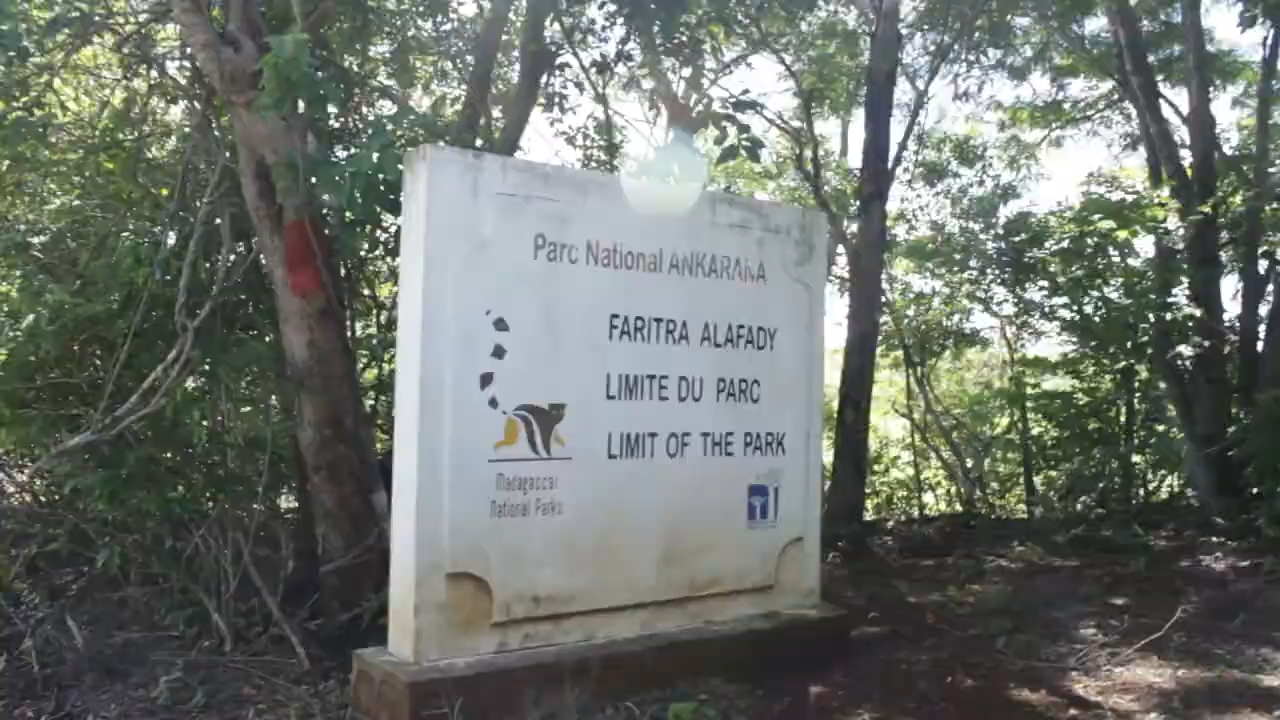 Parc National ANKARANA
FARITRA ALAFADY
LIMITE DU PARC
LIMIT OF THE PARK
Madagascar
National Parks